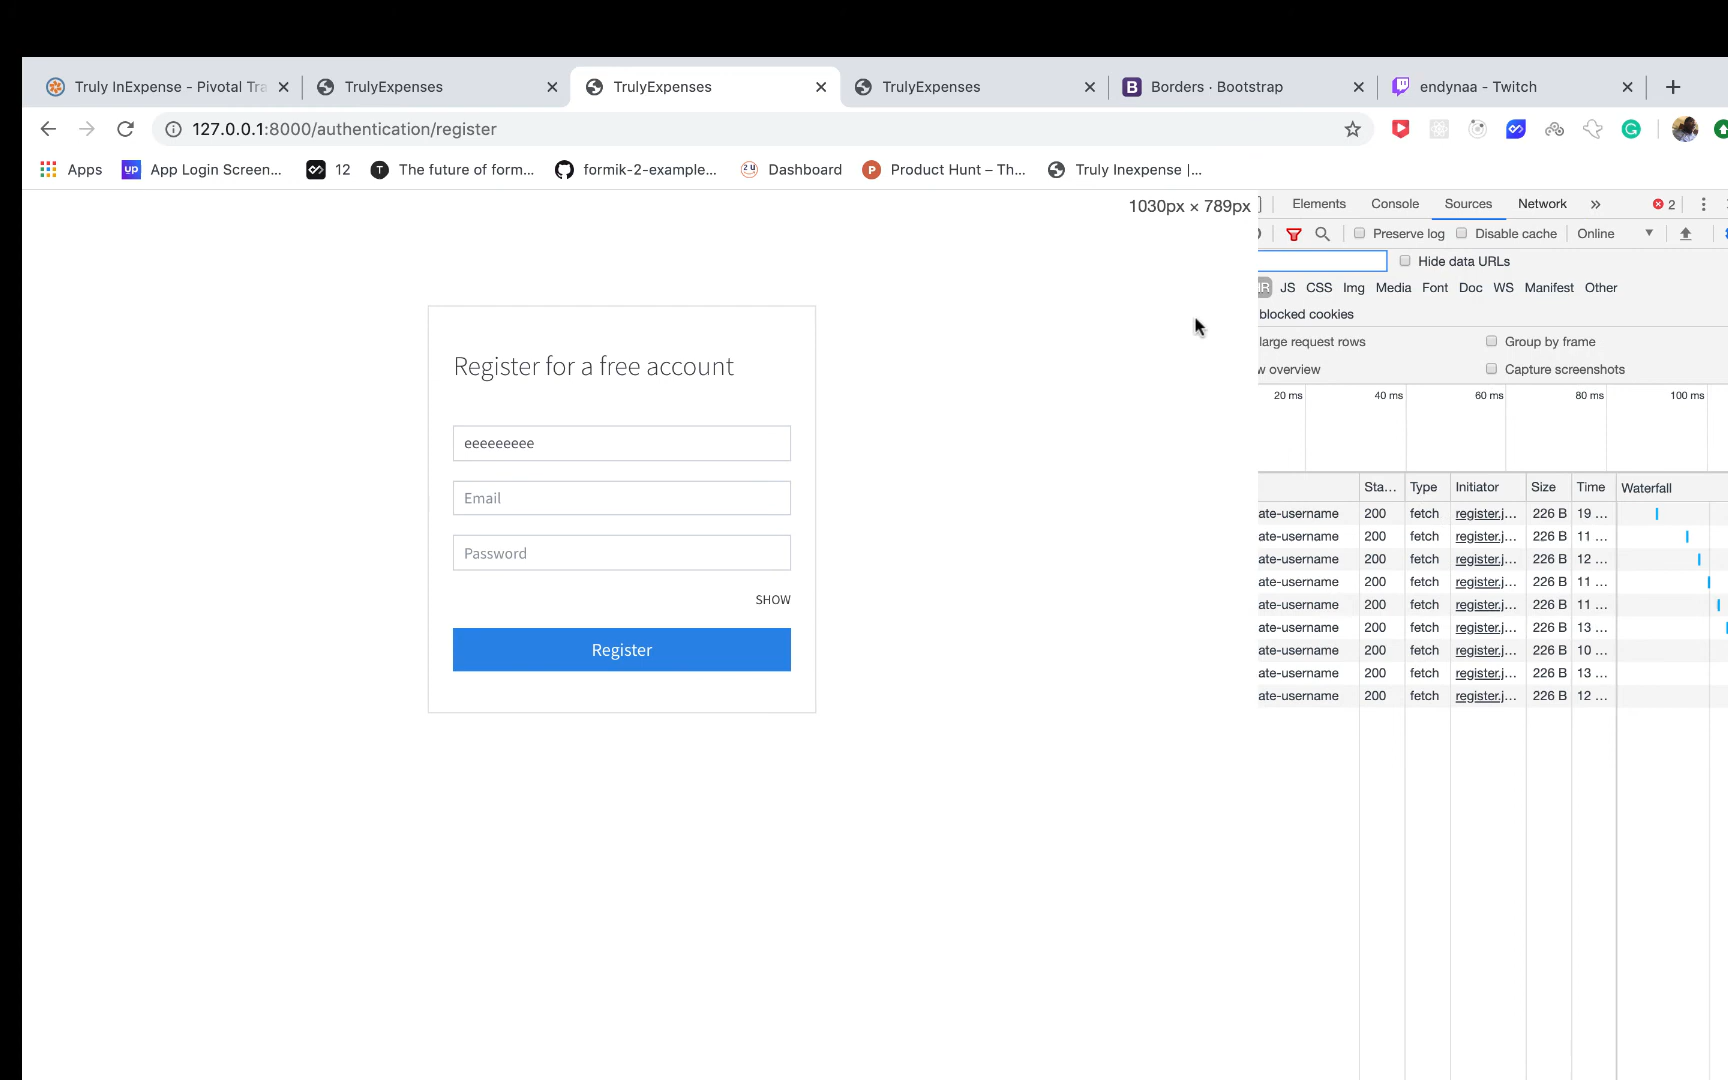 Truly InExpense - Pivotal Tra
TrulyExpenses
TrulyExpenses
TrulyExpenses
Borders · Bootstrap
endynaa - Twitch
127.0.0.1:8000/authentication/register
Apps
App Login Screen...
12
The future of form...
formik-2-example...
Dashboard
Product Hunt – Th...
Truly Inexpense |...
1030px × 789px
Elements Console Sources Network » 2
Preserve log Disable cache Online
Hide data URLs
JS CSS Img Media Font Doc WS Manifest Other
blocked cookies
large request rows Group by frame
w overview Capture screenshots
20 ms 40 ms 60 ms 80 ms 100 ms
Sta... Type Initiator Size Time Waterfall
ate-username 200 fetch register.j... 226 B 19 ...
ate-username 200 fetch register.j... 226 B 11 ...
ate-username 200 fetch register.j... 226 B 12 ...
ate-username 200 fetch register.j... 226 B 11 ...
ate-username 200 fetch register.j... 226 B 11 ...
ate-username 200 fetch register.j... 226 B 13 ...
ate-username 200 fetch register.j... 226 B 10 ...
ate-username 200 fetch register.j... 226 B 13 ...
ate-username 200 fetch register.j... 226 B 12 ...
Register for a free account
eeeeeeeee
Email
Password
SHOW
Register